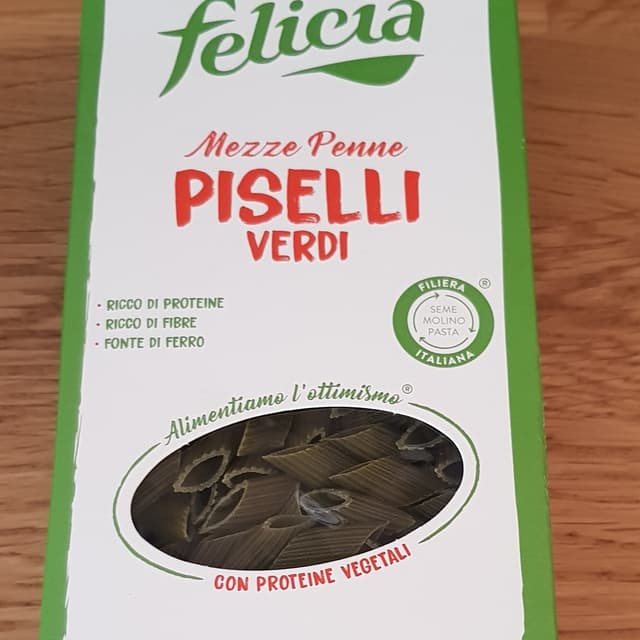 felicia
Mezze Penne
PISELLI
VERDI
• RICCO DI PROTEINE
• RICCO DI FIBRE
• FONTE DI FERRO
FILIERA ®
SEME
MOLINO
PASTA
ITALIANA
Alimentiamo l'ottimismo®
CON PROTEINE VEGETALI